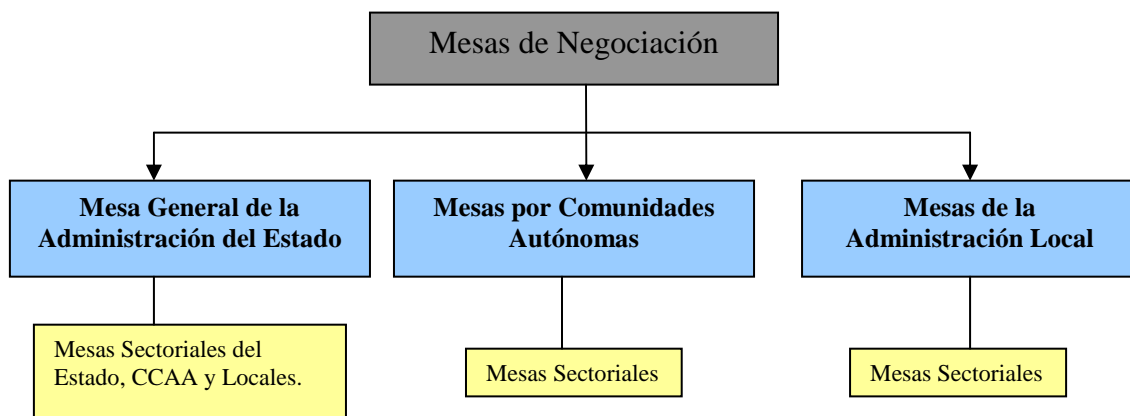 Mesas de Negociación
Mesa General de la
Administración del Estado
Mesas por Comunidades
Autónomas
Mesas de la
Administración Local
Mesas Sectoriales del
Estado, CCAA y Locales.
Mesas Sectoriales
Mesas Sectoriales